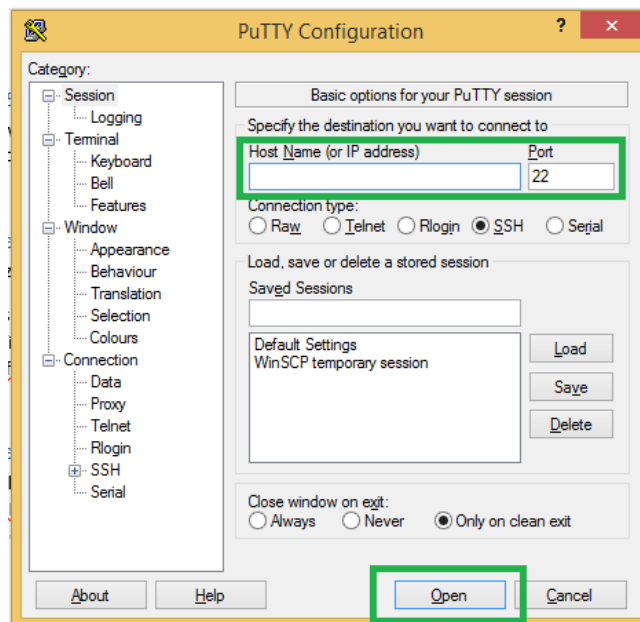 PuTTY Configuration
?
Category:
Session
Logging
Terminal
Keyboard
Bell
Features
Window
Appearance
Behaviour
Translation
Selection
Colours
Connection
Data
Proxy
Telnet
Rlogin
SSH
Serial
Basic options for your PuTTY session
Specify the destination you want to connect to
Host Name (or IP address) Port
22
Connection type:
Raw Telnet Rlogin SSH Serial
Load, save or delete a stored session
Saved Sessions
Default Settings
WinSCP temporary session
Load
Save
Delete
Close window on exit:
Always Never Only on clean exit
About Help Open Cancel